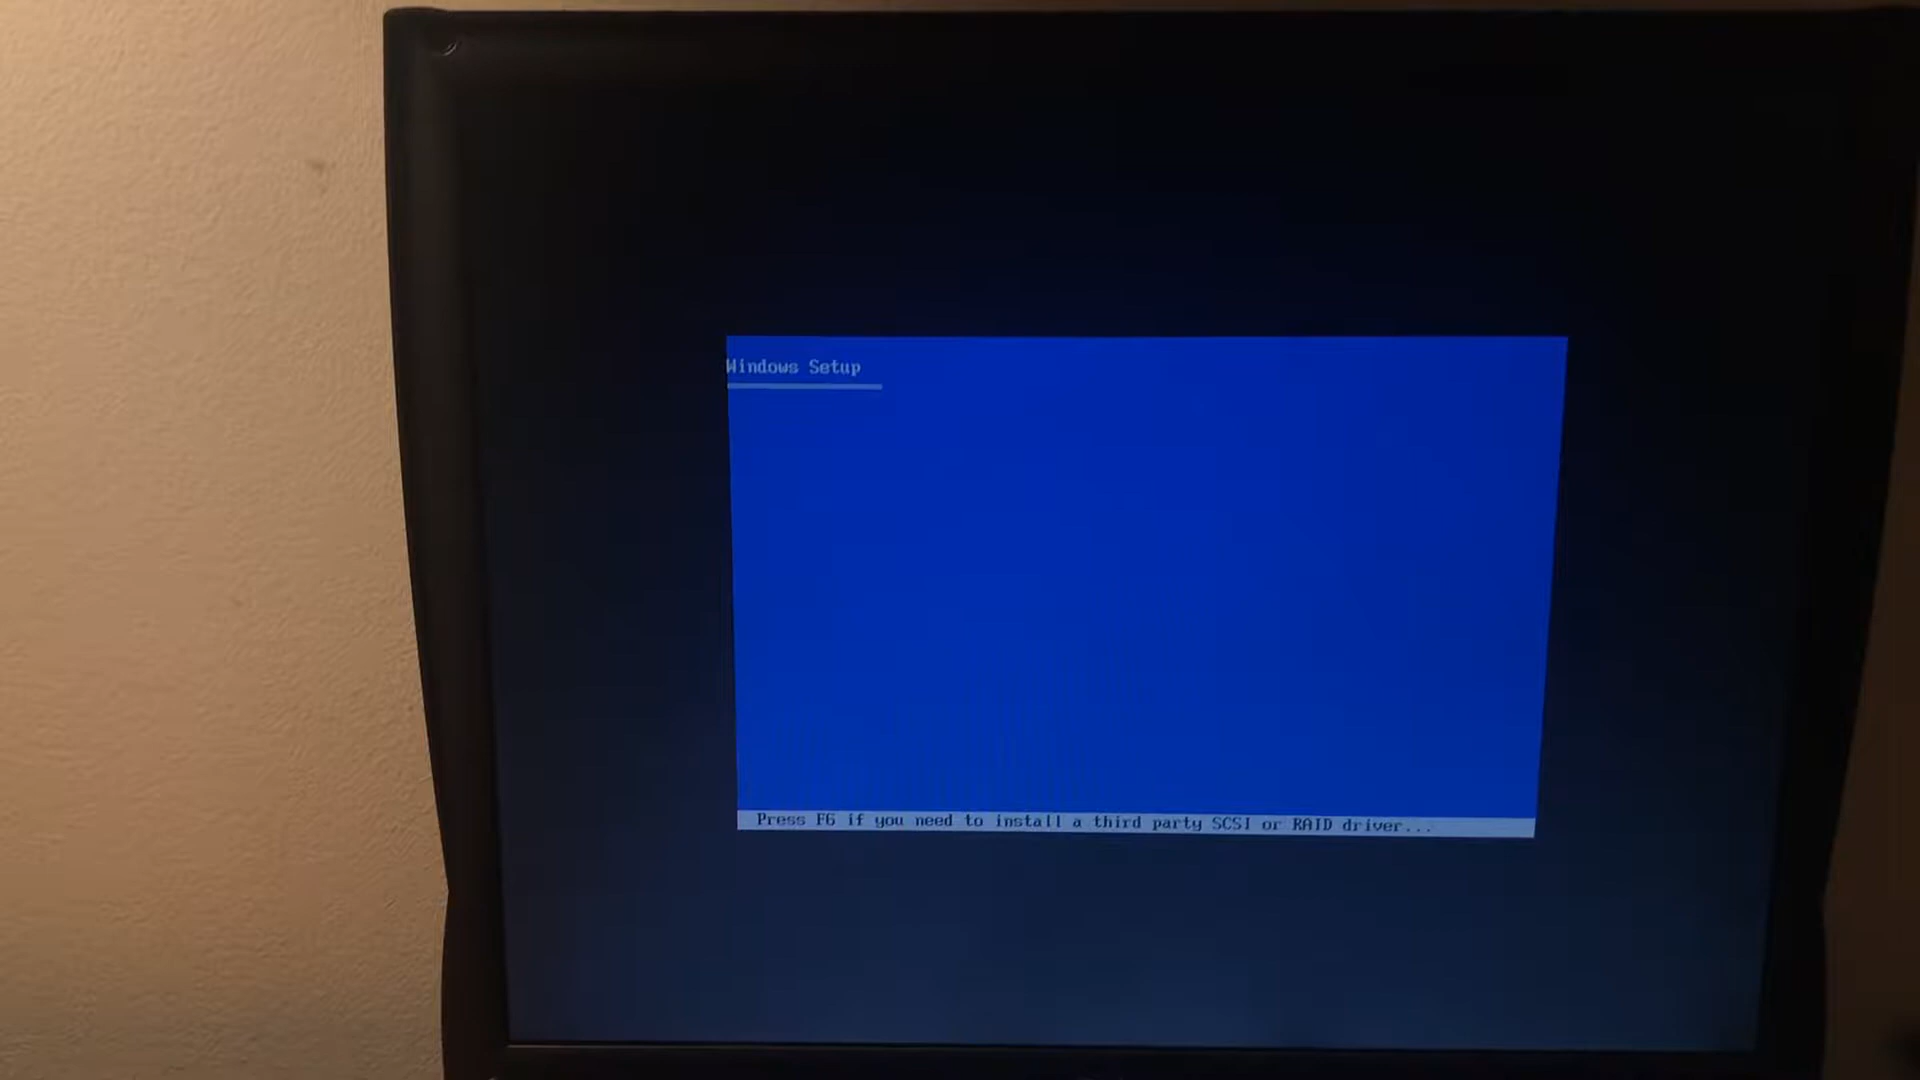 Windows Setup
Press F6 if you need to install a third party SCSI or RAID driver...